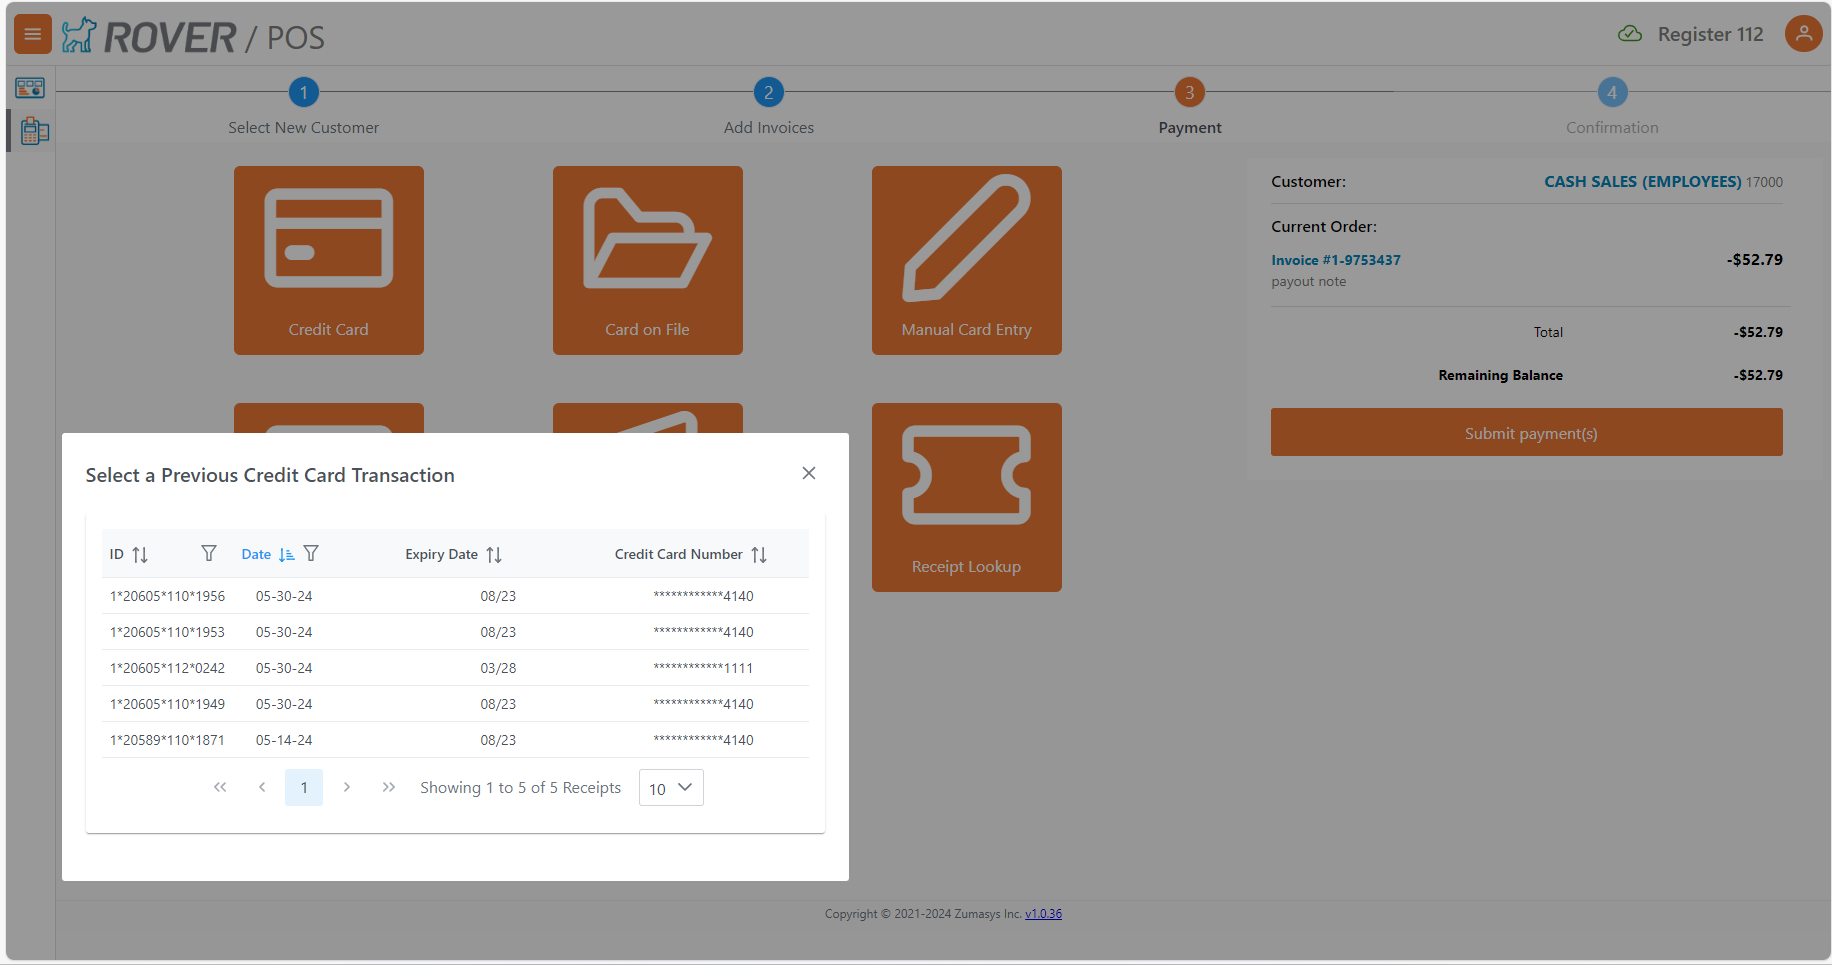 ROVER / POS
Register 112
1
2
3
4
Select New Customer
Add Invoices
Payment
Confirmation
Credit Card
Card on File
Manual Card Entry
Receipt Lookup
Customer:
CASH SALES (EMPLOYEES) 17000
Current Order:
Invoice #1-9753437
-$52.79
payout note
Total
-$52.79
Remaining Balance
-$52.79
Submit payment(s)
Select a Previous Credit Card Transaction
ID Date Expiry Date Credit Card Number
1*20605*110*1956 05-30-24 08/23 ************4140
1*20605*110*1953 05-30-24 08/23 ************4140
1*20605*112*0242 05-30-24 03/28 ************1111
1*20605*110*1949 05-30-24 08/23 ************4140
1*20589*110*1871 05-14-24 08/23 ************4140
1 Showing 1 to 5 of 5 Receipts 10
Copyright © 2021-2024 Zumasys Inc. v1.0.36